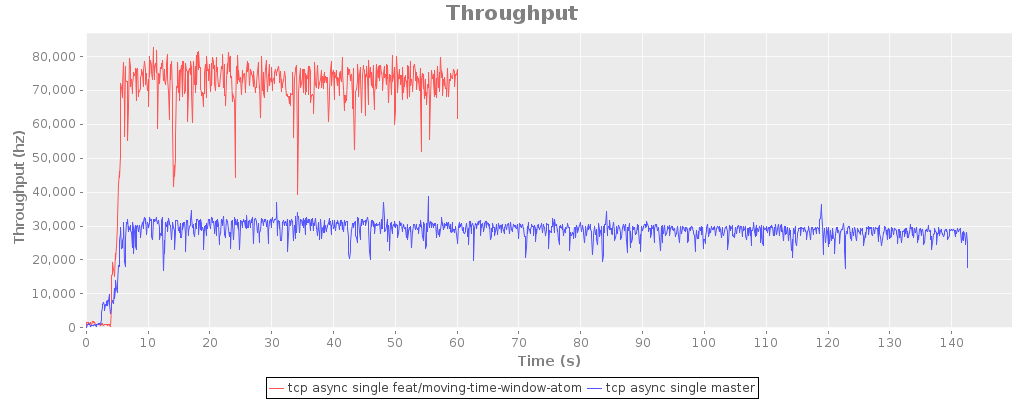 Throughput
Throughput (hz)
80,000
70,000
60,000
50,000
40,000
30,000
20,000
10,000
0
0 10 20 30 40 50 60 70 80 90 100 110 120 130 140
Time (s)
tcp async single feat/moving-time-window-atom tcp async single master